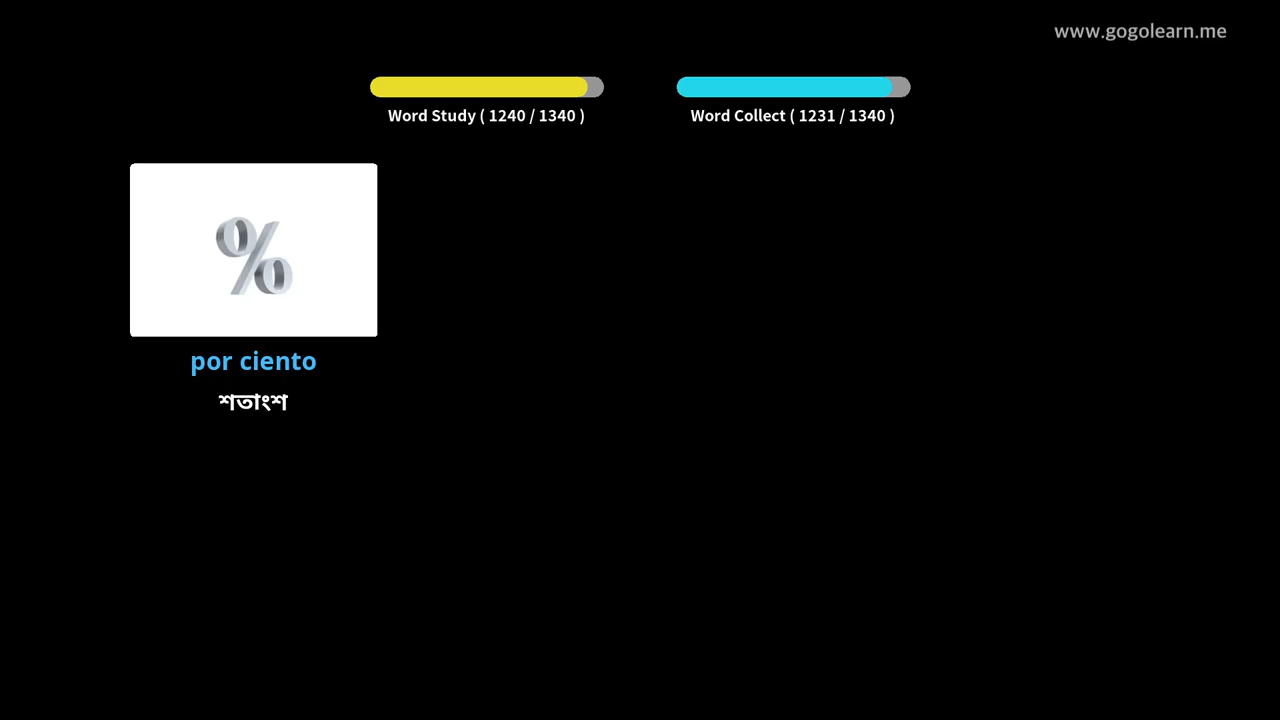 www.gogolearn.me
Word Study ( 1240 / 1340 )
Word Collect ( 1231 / 1340 )
%
por ciento
শতাংশ